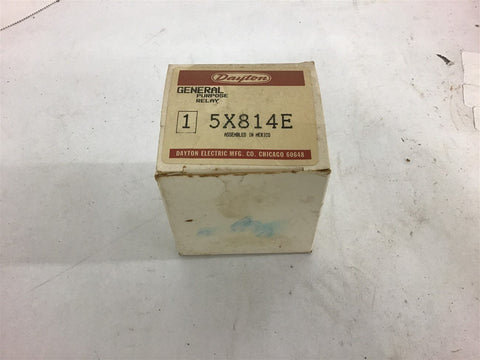 Dayton
GENERAL
PURPOSE
RELAY
1 5X814E
ASSEMBLED IN MEXICO
DAYTON ELECTRIC MFG. CO. CHICAGO 60648